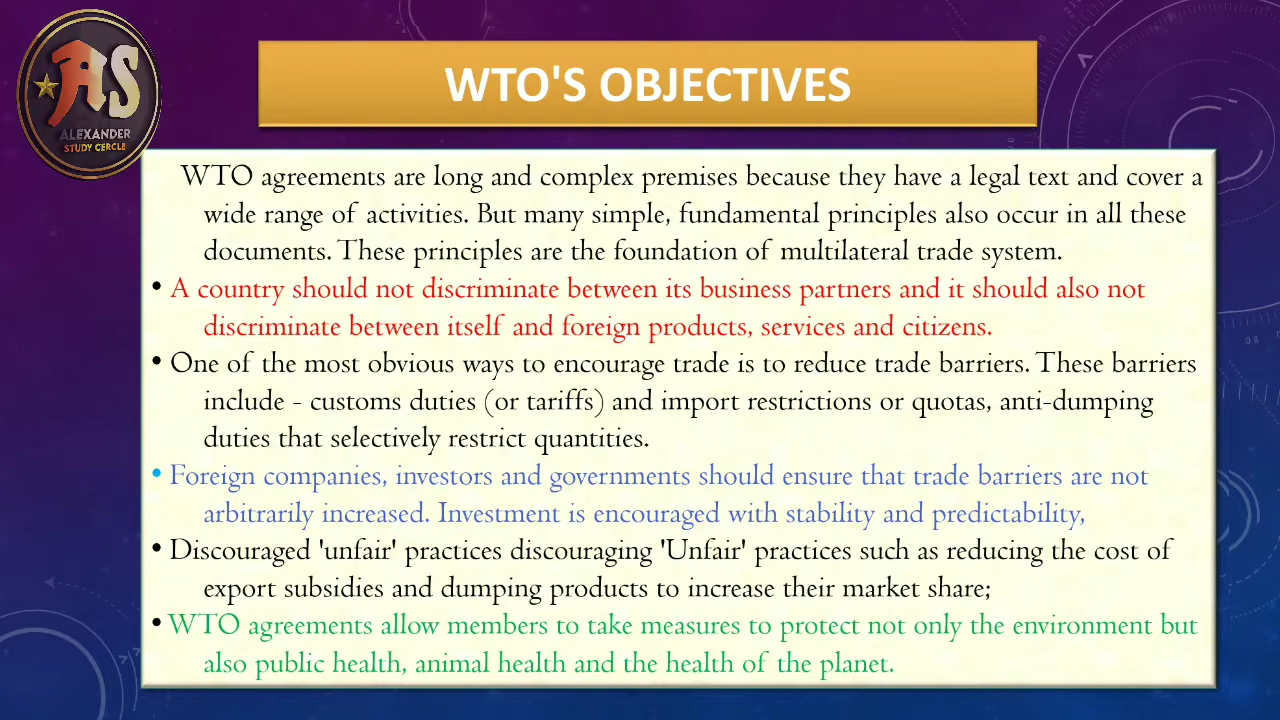 AS
ALEXANDER
STUDY CERCLE
WTO'S OBJECTIVES
WTO agreements are long and complex premises because they have a legal text and cover a
wide range of activities. But many simple, fundamental principles also occur in all these
documents. These principles are the foundation of multilateral trade system.
• A country should not discriminate between its business partners and it should also not
discriminate between itself and foreign products, services and citizens.
• One of the most obvious ways to encourage trade is to reduce trade barriers. These barriers
include - customs duties (or tariffs) and import restrictions or quotas, anti-dumping
duties that selectively restrict quantities.
• Foreign companies, investors and governments should ensure that trade barriers are not
arbitrarily increased. Investment is encouraged with stability and predictability,
• Discouraged 'unfair' practices discouraging 'Unfair' practices such as reducing the cost of
export subsidies and dumping products to increase their market share;
• WTO agreements allow members to take measures to protect not only the environment but
also public health, animal health and the health of the planet.